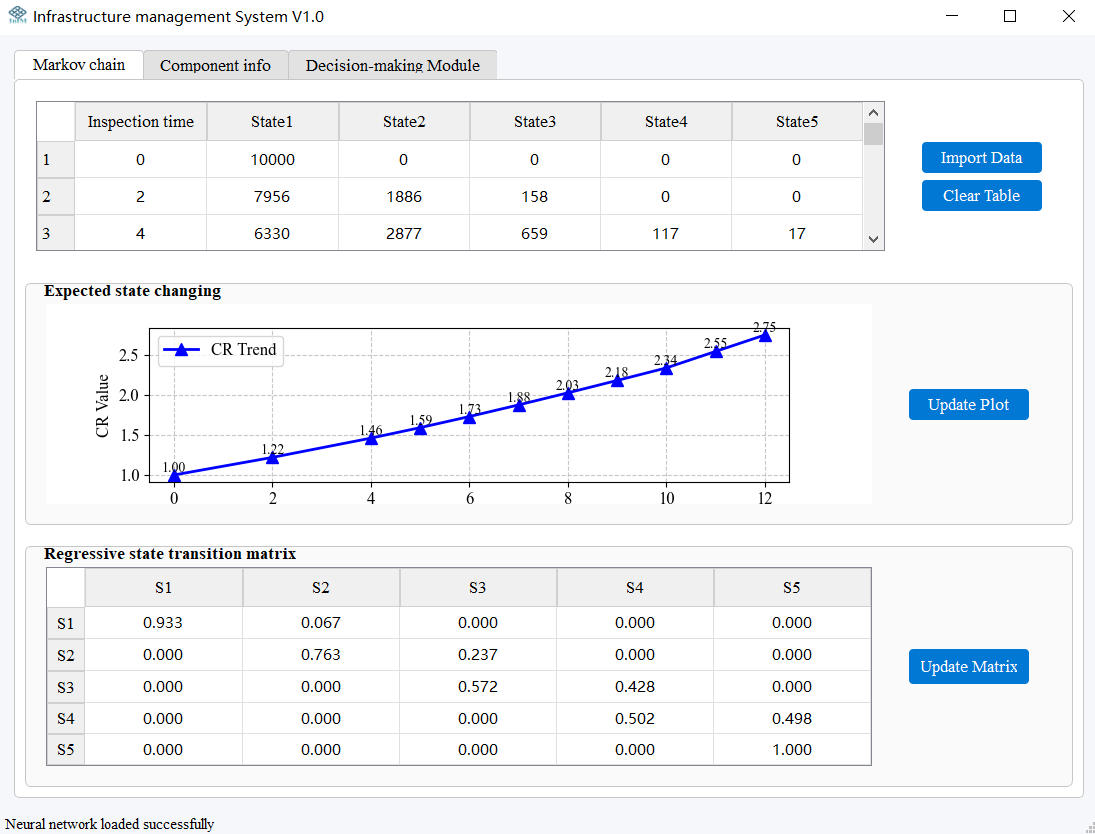 Infrastructure management System V1.0
Markov chain Component info Decision-making Module
Inspection time State1 State2 State3 State4 State5
1 0 10000 0 0 0 0
2 2 7956 1886 158 0 0
3 4 6330 2877 659 117 17
Import Data
Clear Table
Expected state changing
CR Trend
CR Value
2.5
2.0
1.5
1.0
1.00 1.22 1.46 1.59 1.73 1.88 2.03 2.18 2.34 2.55 2.75
0 2 4 6 8 10 12
Update Plot
Regressive state transition matrix
S1 S2 S3 S4 S5
S1 0.933 0.067 0.000 0.000 0.000
S2 0.000 0.763 0.237 0.000 0.000
S3 0.000 0.000 0.572 0.428 0.000
S4 0.000 0.000 0.000 0.502 0.498
S5 0.000 0.000 0.000 0.000 1.000
Update Matrix
Neural network loaded successfully